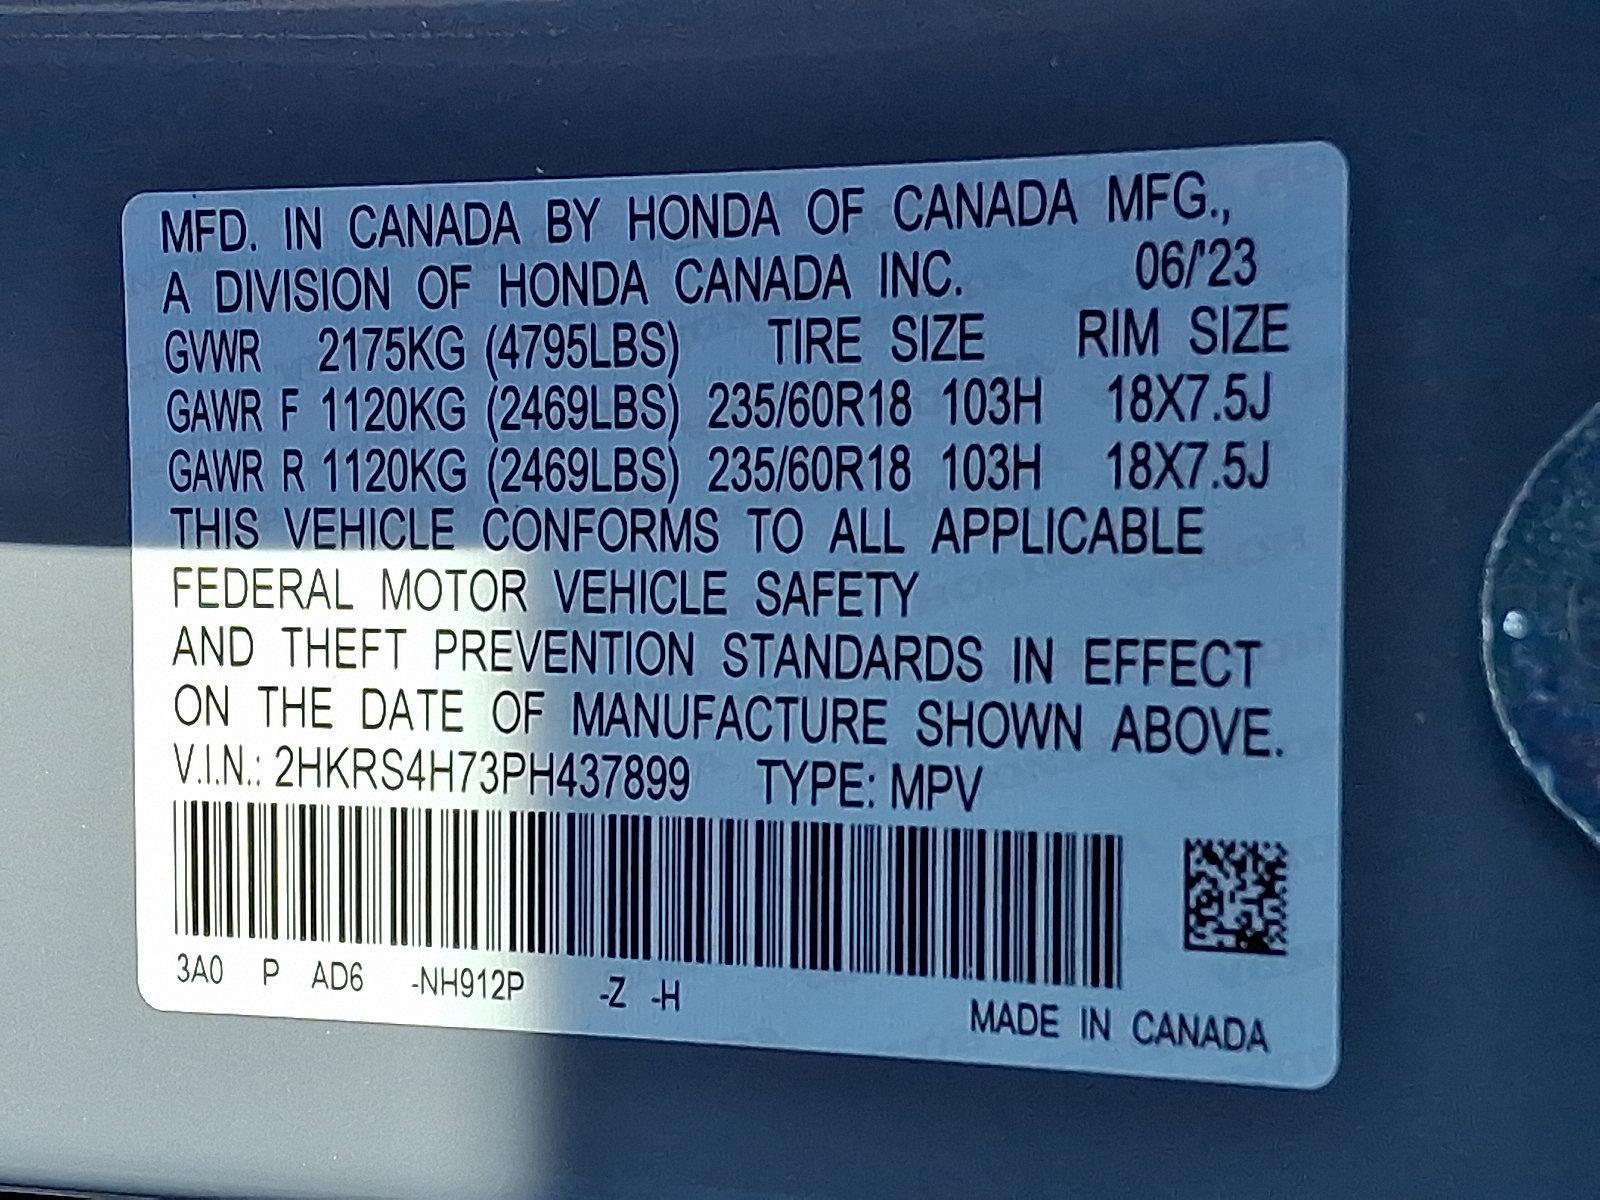 MFD. IN CANADA BY HONDA OF CANADA MFG.,
A DIVISION OF HONDA CANADA INC. 06/'23
GVWR 2175KG (4795LBS) TIRE SIZE RIM SIZE
GAWR F 1120KG (2469LBS) 235/60R18 103H 18X7.5J
GAWR R 1120KG (2469LBS) 235/60R18 103H 18X7.5J
THIS VEHICLE CONFORMS TO ALL APPLICABLE
FEDERAL MOTOR VEHICLE SAFETY
AND THEFT PREVENTION STANDARDS IN EFFECT
ON THE DATE OF MANUFACTURE SHOWN ABOVE.
V.I.N.: 2HKRS4H73PH437899 TYPE: MPV
3A0 P AD6 -NH912P -Z -H
MADE IN CANADA